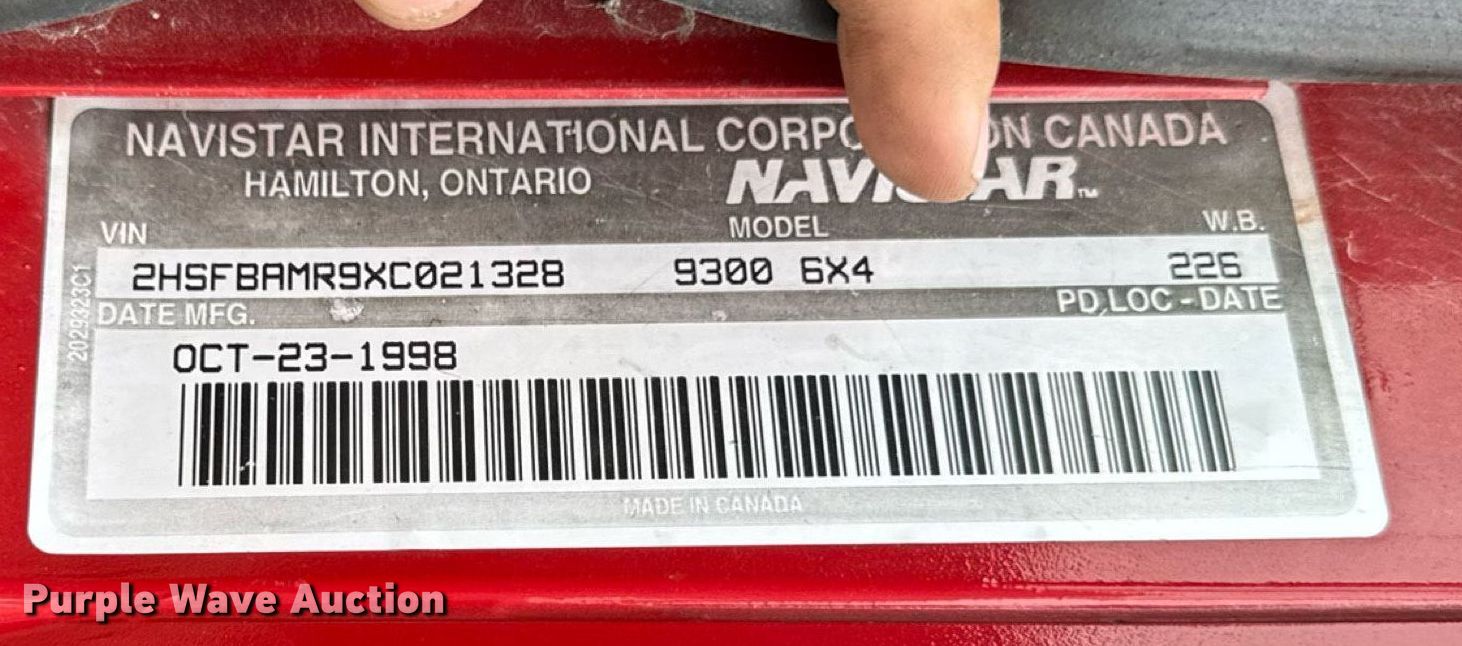 NAVISTAR INTERNATIONAL CANADA
HAMILTON, ONTARIO
VIN MODEL W.B.
2HSFBAMR9XC021328 9300 6X4 226
DATE MFG. PD,LOC - DATE
OCT-23-1998
MADE IN CANADA
2029323C1
Purple Wave Auction